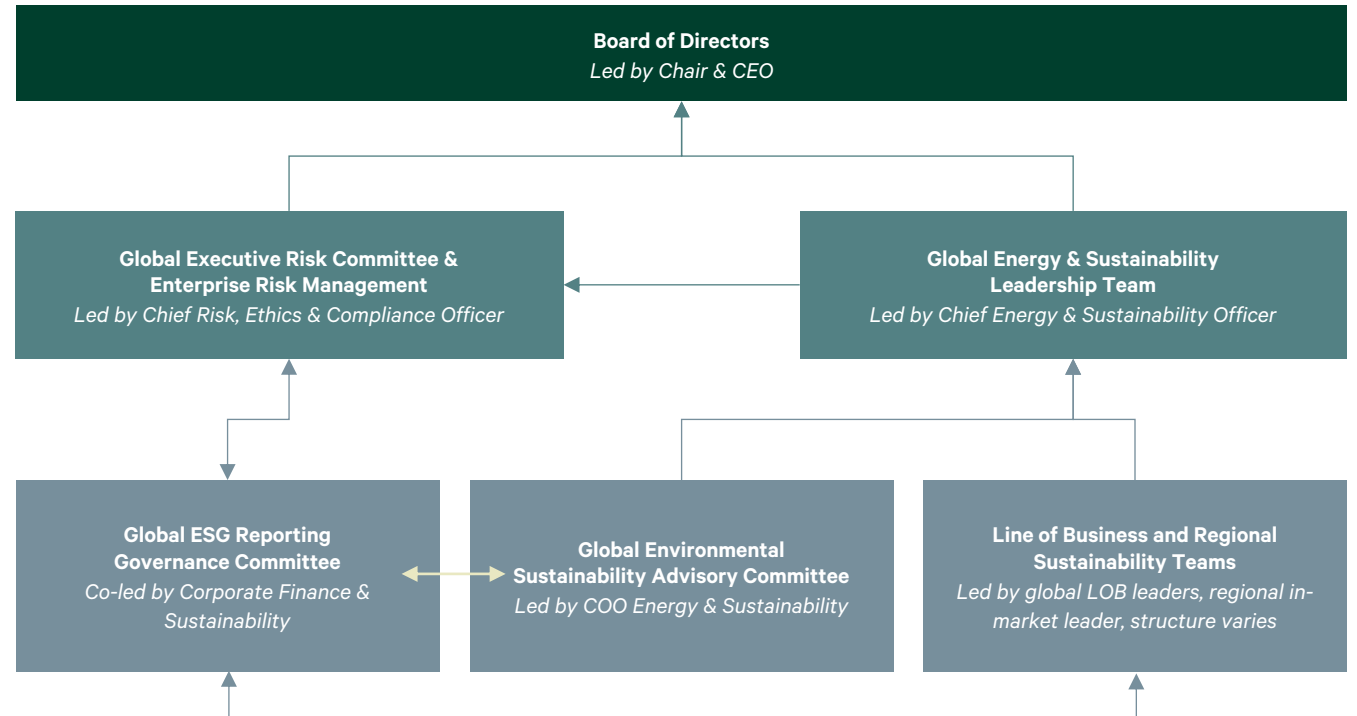 Board of Directors
Led by Chair & CEO
Global Executive Risk Committee &
Enterprise Risk Management
Led by Chief Risk, Ethics & Compliance Officer
Global Energy & Sustainability
Leadership Team
Led by Chief Energy & Sustainability Officer
Global ESG Reporting
Governance Committee
Co-led by Corporate Finance &
Sustainability
Global Environmental
Sustainability Advisory Committee
Led by COO Energy & Sustainability
Line of Business and Regional
Sustainability Teams
Led by global LOB leaders, regional in-
market leader, structure varies